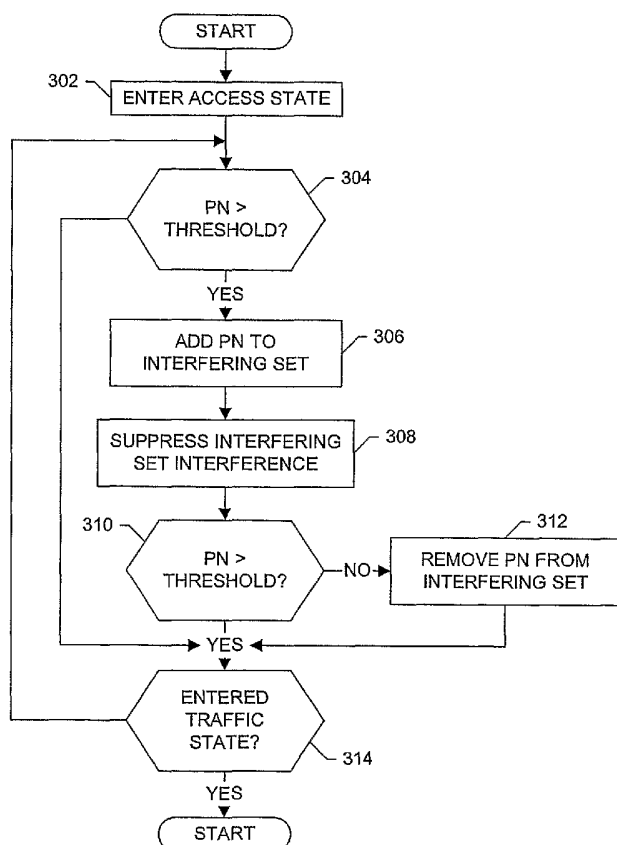 START
302
ENTER ACCESS STATE
304
PN >
THRESHOLD?
YES
ADD PN TO
INTERFERING SET
306
SUPPRESS INTERFERING
SET INTERFERENCE
308
310
PN >
THRESHOLD?
NO
312
REMOVE PN FROM
INTERFERING SET
YES
ENTERED
TRAFFIC
STATE?
314
YES
START